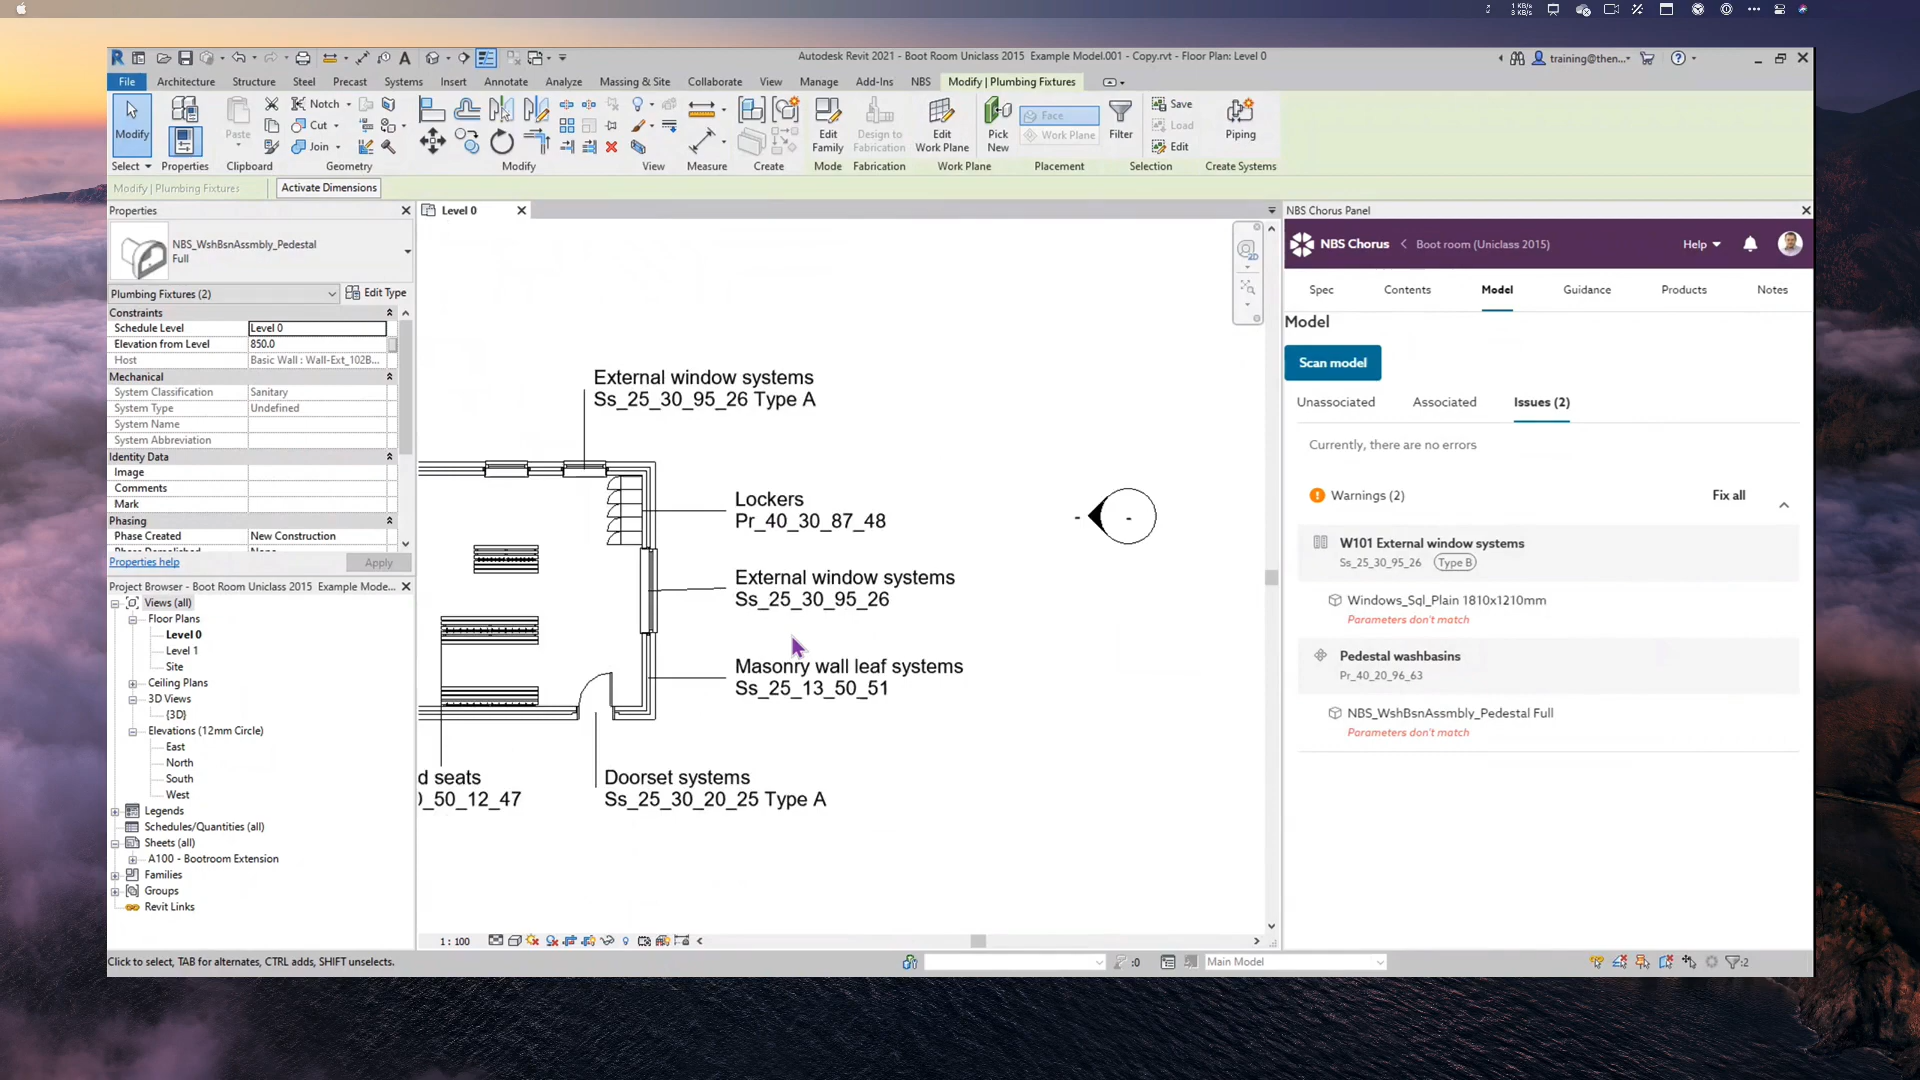 1 KB/s
3 KB/s
Autodesk Revit 2021 - Boot Room Uniclass 2015 Example Model.001 - Copy.rvt - Floor Plan: Level 0
training@then...
File Architecture Structure Steel Precast Systems Insert Annotate Analyze Massing & Site Collaborate View Manage Add-Ins NBS Modify | Plumbing Fixtures
Modify
Paste
Notch
Cut
Join
Edit Family
Design to Fabrication
Edit Work Plane
Pick New
Face
Work Plane
Filter
Save
Load
Edit
Piping
Select Properties Clipboard Geometry Modify View Measure Create Mode Fabrication Work Plane Placement Selection Create Systems
Modify | Plumbing Fixtures Activate Dimensions
Properties
NBS_WshBsnAssmbly_Pedestal
Full
Plumbing Fixtures (2) Edit Type
Constraints
Schedule Level Level 0
Elevation from Level 850.0
Host Basic Wall : Wall-Ext_102B...
Mechanical
System Classification Sanitary
System Type Undefined
System Name
System Abbreviation
Identity Data
Image
Comments
Mark
Phasing
Phase Created New Construction
Properties help Apply
Project Browser - Boot Room Uniclass 2015 Example Mode...
Views (all)
Floor Plans
Level 0
Level 1
Site
Ceiling Plans
3D Views
{3D}
Elevations (12mm Circle)
East
North
South
West
Legends
Schedules/Quantities (all)
Sheets (all)
A100 - Bootroom Extension
Families
Groups
Revit Links
Level 0
2D
External window systems
Ss_25_30_95_26 Type A
Lockers
Pr_40_30_87_48
External window systems
Ss_25_30_95_26
Masonry wall leaf systems
Ss_25_13_50_51
d seats
_50_12_47
Doorset systems
Ss_25_30_20_25 Type A
- -
1 : 100
NBS Chorus Panel
NBS Chorus < Boot room (Uniclass 2015) Help
Spec Contents Model Guidance Products Notes
Model
Scan model
Unassociated Associated Issues (2)
Currently, there are no errors
Warnings (2) Fix all
W101 External window systems
Ss_25_30_95_26 Type B
Windows_Sql_Plain 1810x1210mm
Parameters don't match
Pedestal washbasins
Pr_40_20_96_63
NBS_WshBsnAssmbly_Pedestal Full
Parameters don't match
Click to select, TAB for alternates, CTRL adds, SHIFT unselects.
:0
Main Model
:2